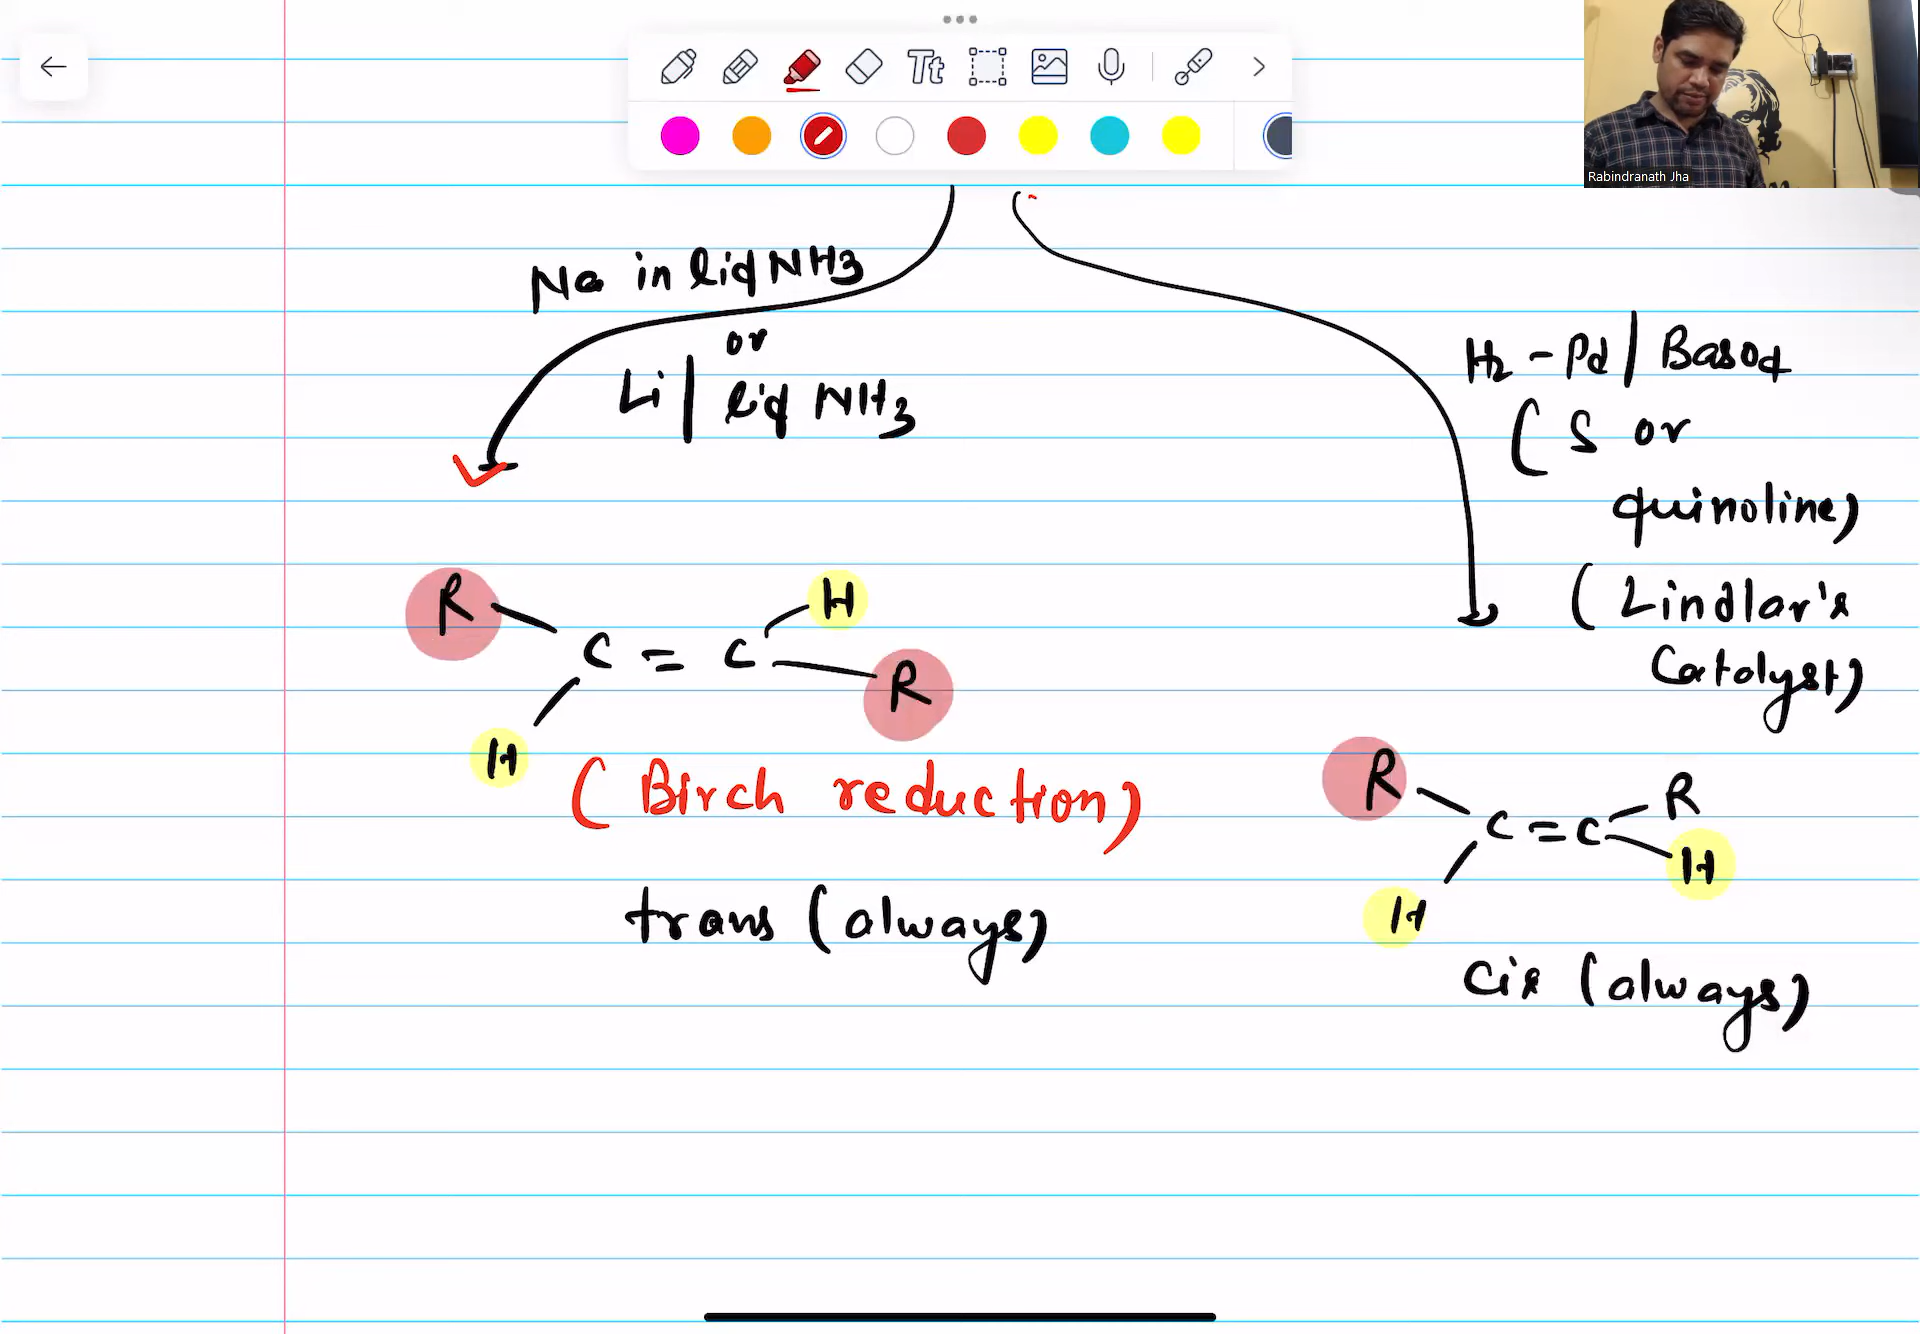 Tt
Rabindranath Jha
Na in liq NH3
or
Li | liq NH3
H2 - Pd | BaSO4
( S or
quinoline)
( Lindlar's
Catalyst)
R H
C = C
R
H
( Birch reduction)
trans (always)
R R
C = C
H
H
Cis (always)